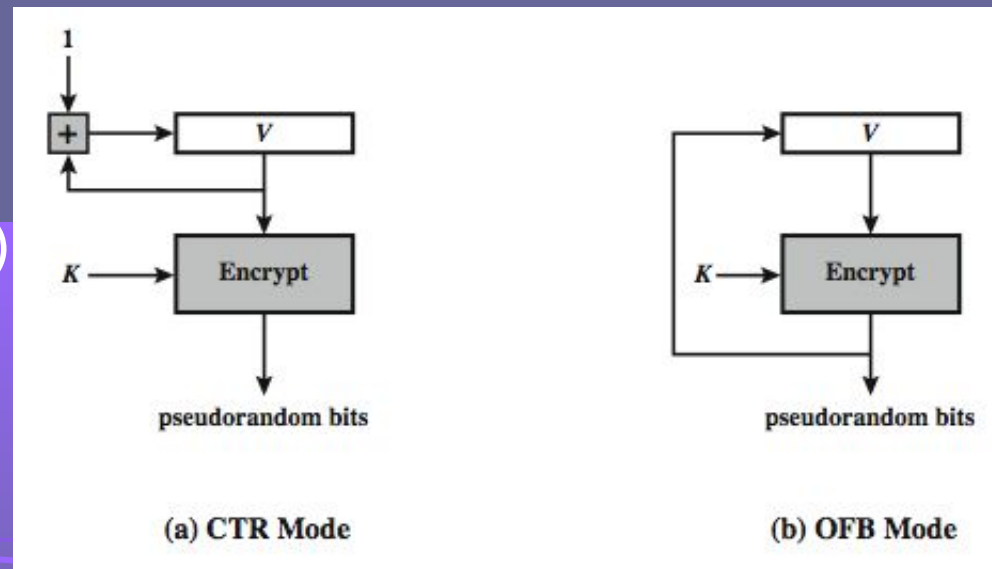 1
+
V
K
Encrypt
pseudorandom bits
(a) CTR Mode
V
K
Encrypt
pseudorandom bits
(b) OFB Mode
)